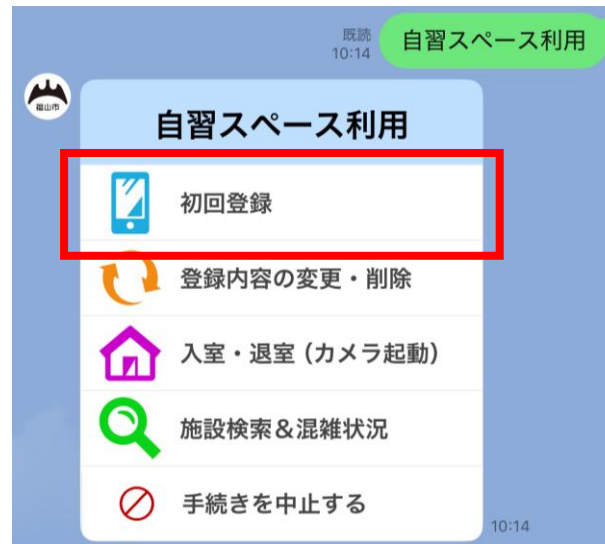 既読
10:14
自習スペース利用
福山市
自習スペース利用
初回登録
登録内容の変更・削除
入室・退室（カメラ起動）
施設検索＆混雑状況
手続きを中止する
10:14